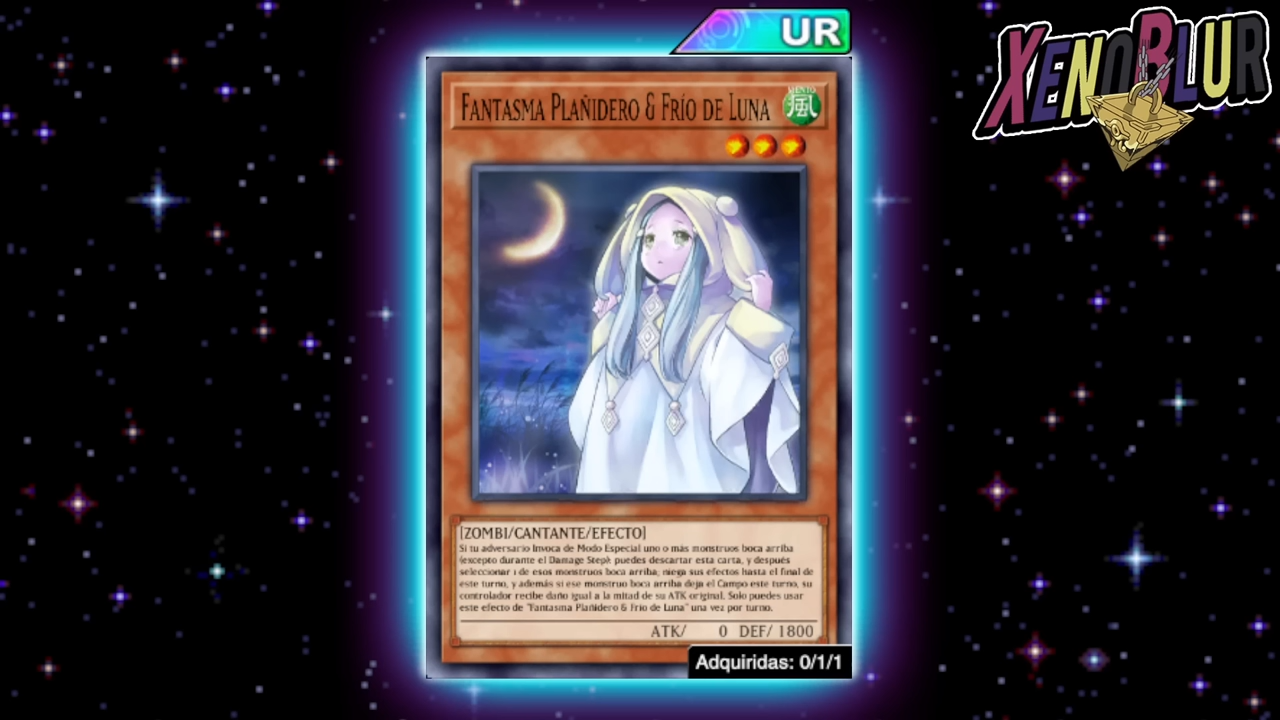 UR
XENOBLUR
FANTASMA PLAÑIDERO & FRÍO DE LUNA
VIENTO
風
[ZOMBI/CANTANTE/EFECTO]
Si tu adversario Invoca de Modo Especial uno o más monstruos boca arriba
(excepto durante el Damage Step): puedes descartar esta carta, y después
seleccionar 1 de esos monstruos boca arriba; niega sus efectos hasta el final de
este turno, y además si ese monstruo boca arriba deja el Campo este turno, su
controlador recibe daño igual a la mitad de su ATK original. Solo puedes usar
este efecto de "Fantasma Plañidero & Frío de Luna" una vez por turno.
ATK/ 0 DEF/ 1800
Adquiridas: 0/1/1